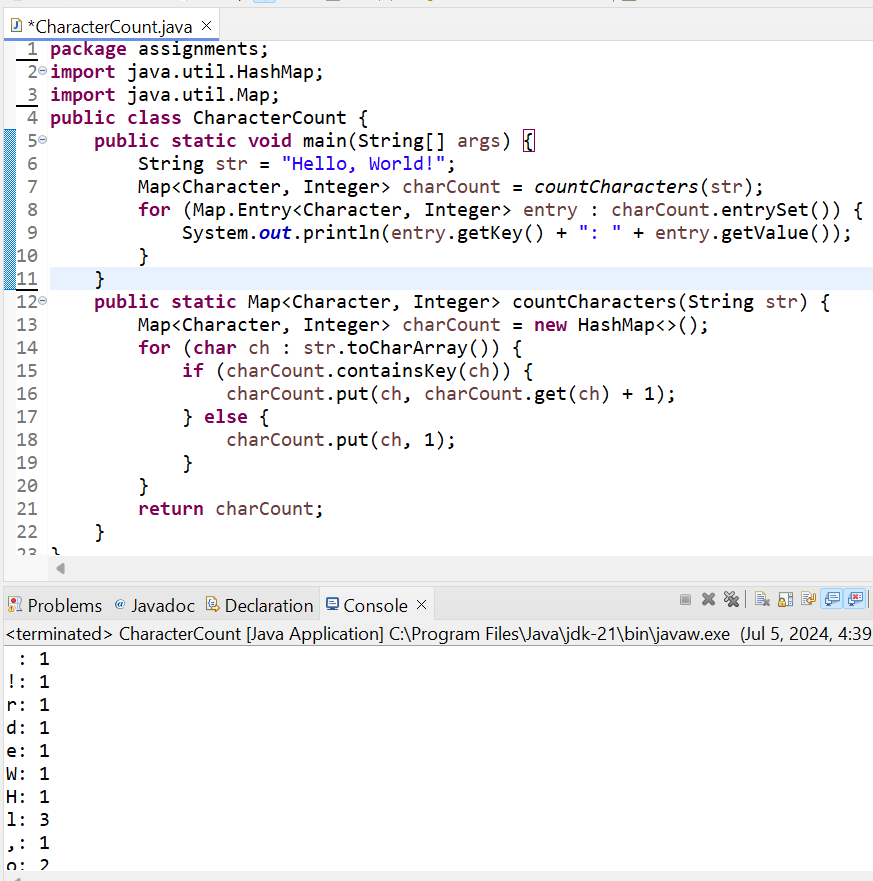 *CharacterCount.java
1 package assignments;
2 import java.util.HashMap;
3 import java.util.Map;
4 public class CharacterCount {
5     public static void main(String[] args) {
6         String str = "Hello, World!";
7         Map<Character, Integer> charCount = countCharacters(str);
8         for (Map.Entry<Character, Integer> entry : charCount.entrySet()) {
9             System.out.println(entry.getKey() + ": " + entry.getValue());
10         }
11     }
12     public static Map<Character, Integer> countCharacters(String str) {
13         Map<Character, Integer> charCount = new HashMap<>();
14         for (char ch : str.toCharArray()) {
15             if (charCount.containsKey(ch)) {
16                 charCount.put(ch, charCount.get(ch) + 1);
17             } else {
18                 charCount.put(ch, 1);
19             }
20         }
21         return charCount;
22     }
23 }
Problems @ Javadoc Declaration Console
<terminated> CharacterCount [Java Application] C:\Program Files\Java\jdk-21\bin\javaw.exe (Jul 5, 2024, 4:39
 : 1
!: 1
r: 1
d: 1
e: 1
W: 1
H: 1
l: 3
,: 1
o: 2